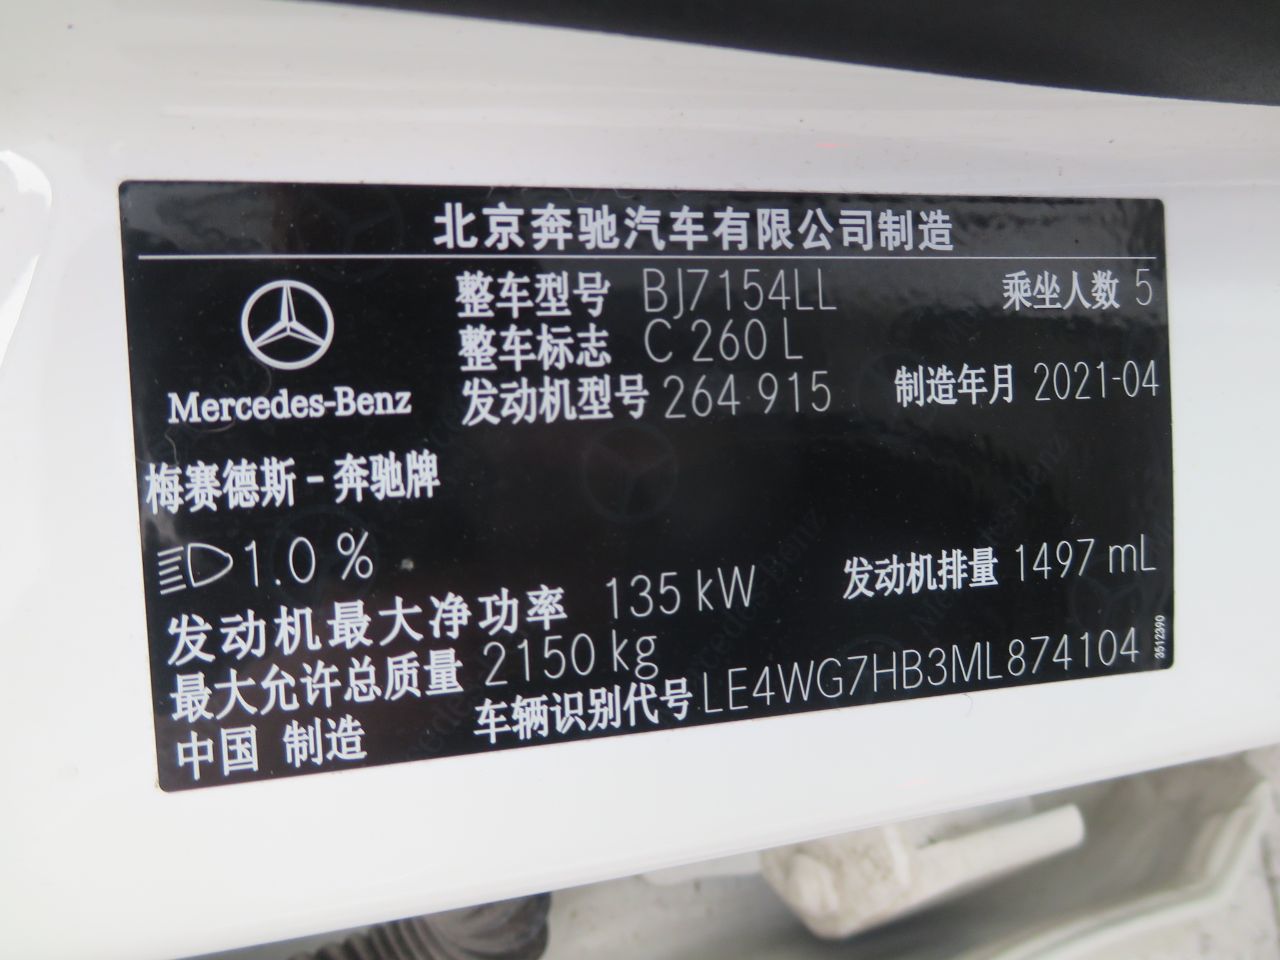 北京奔驰汽车有限公司制造
整车型号 BJ7154LL 乘坐人数 5
整车标志 C 260 L
发动机型号 264 915 制造年月 2021-04
Mercedes-Benz
梅赛德斯-奔驰牌
1.0 %
发动机最大净功率 135 kW 发动机排量 1497 mL
最大允许总质量 2150 kg
中国 制造 车辆识别代号 LE4WG7HB3ML874104
3512390